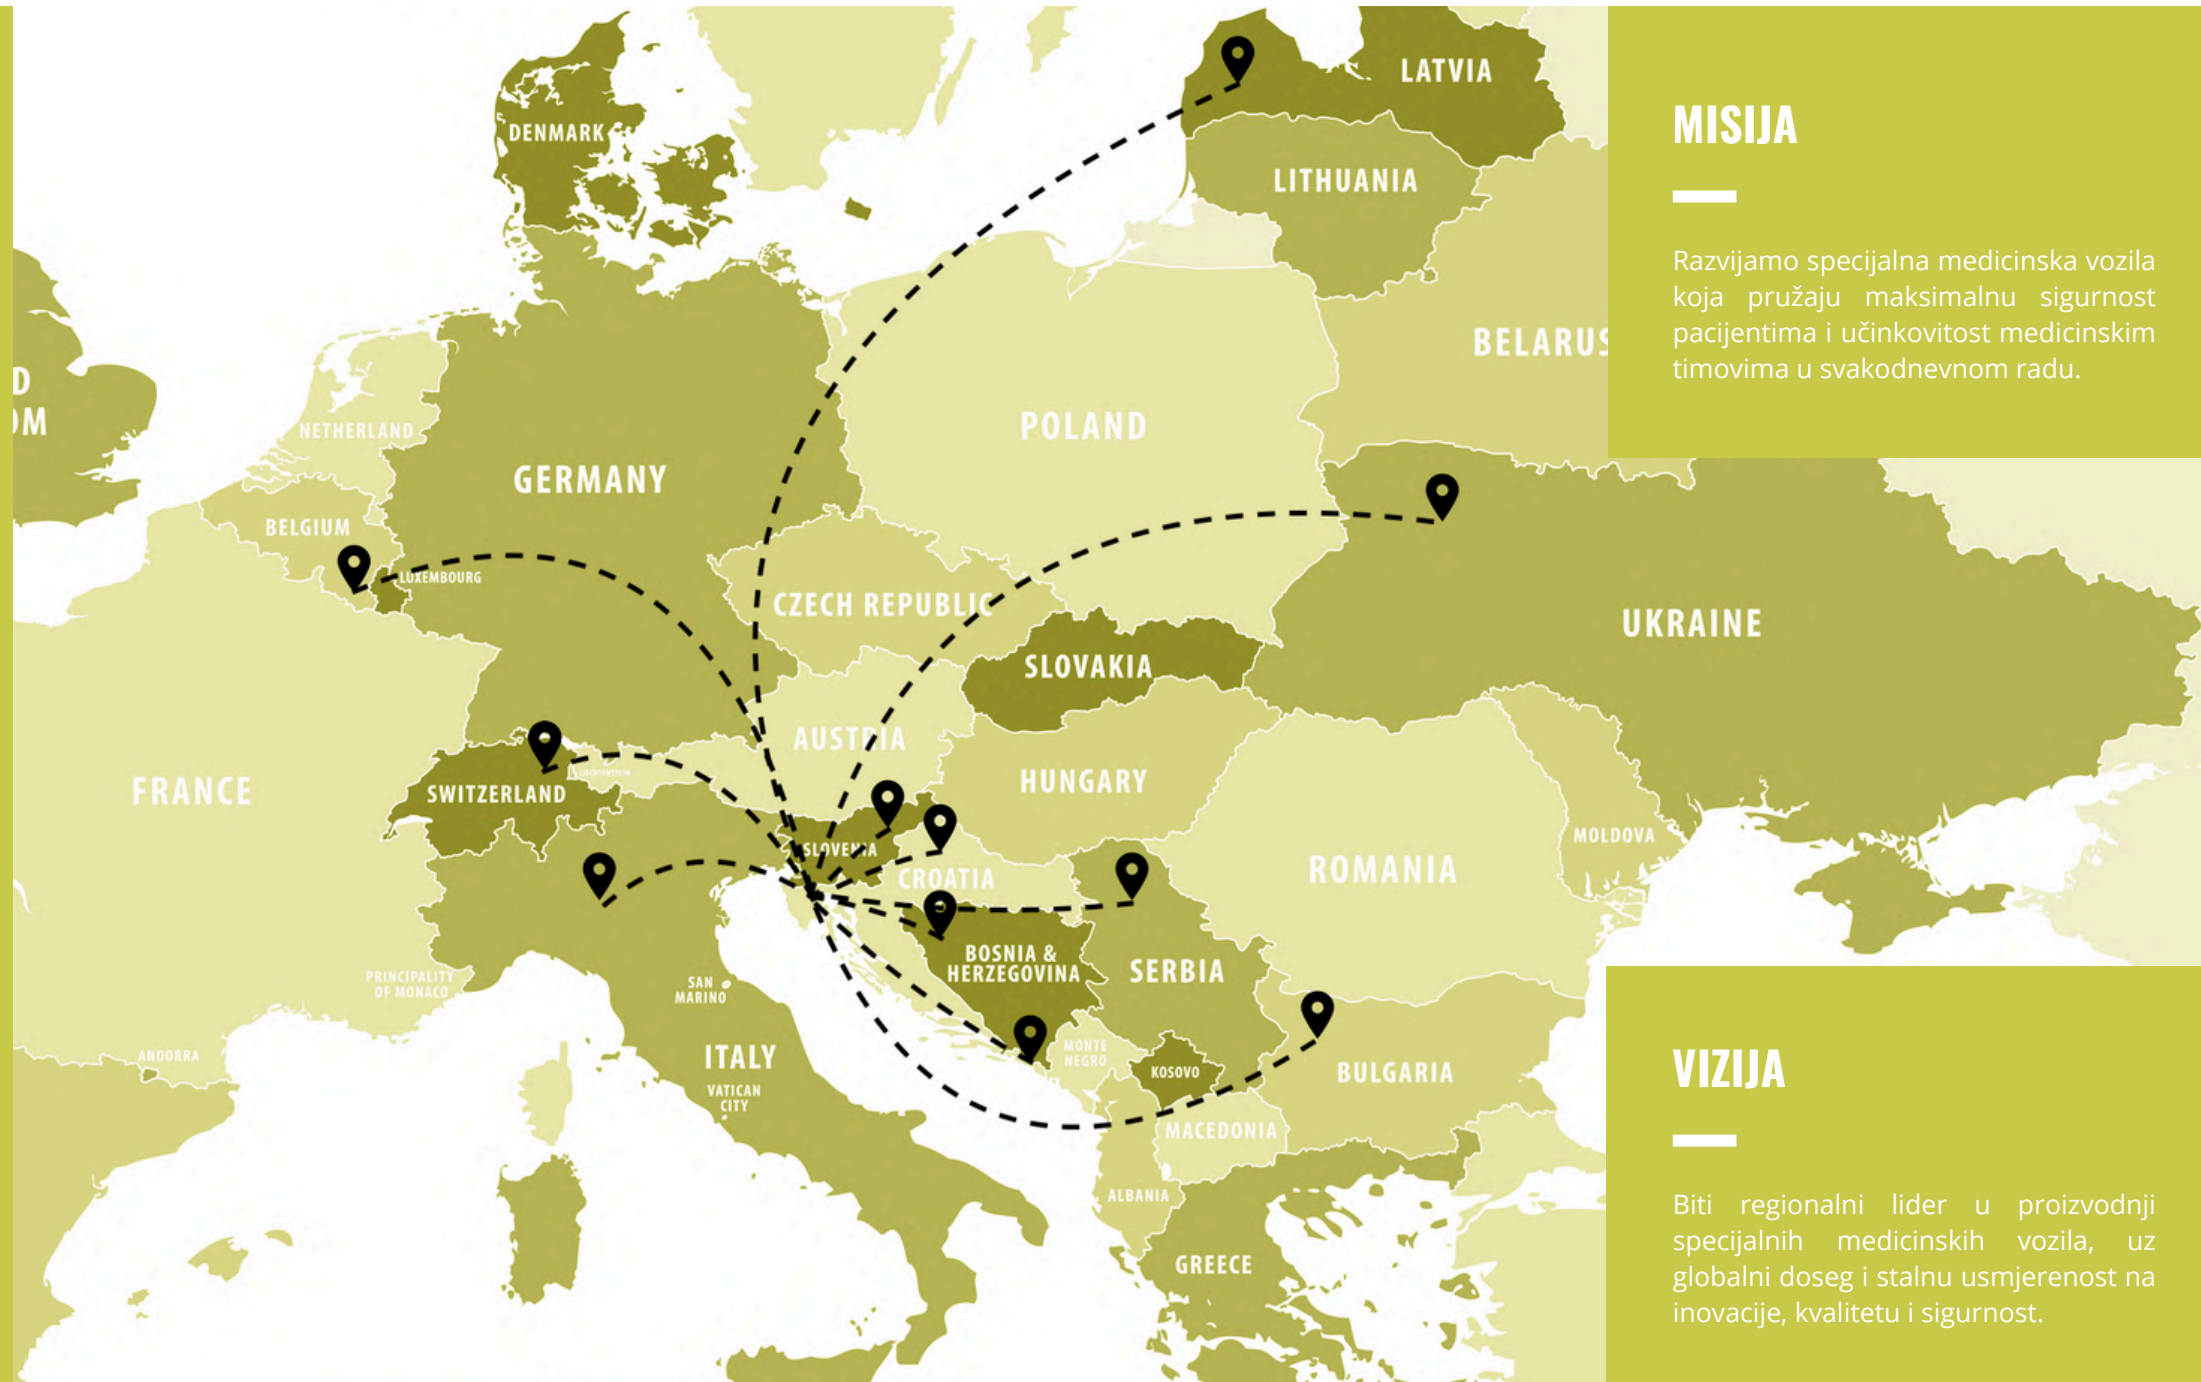 LATVIA
DENMARK
LITHUANIA
BELARUS
D
OM
NETHERLAND
POLAND
GERMANY
BELGIUM
LUXEMBOURG
CZECH REPUBLIC
UKRAINE
SLOVAKIA
AUSTRIA
LIECHTENSTEIN
HUNGARY
FRANCE
SWITZERLAND
MOLDOVA
SLOVENIA
ROMANIA
CROATIA
BOSNIA &
HERZEGOVINA
SERBIA
PRINCIPALITY
OF MONACO
SAN
MARINO
ANDORRA
ITALY
MONTE
NEGRO
KOSOVO
BULGARIA
VATICAN
CITY
MACEDONIA
ALBANIA
GREECE
MISIJA
Razvijamo specijalna medicinska vozila
koja pružaju maksimalnu sigurnost
pacijentima i učinkovitost medicinskim
timovima u svakodnevnom radu.
VIZIJA
Biti regionalni lider u proizvodnji
specijalnih medicinskih vozila, uz
globalni doseg i stalnu usmjerenost na
inovacije, kvalitetu i sigurnost.